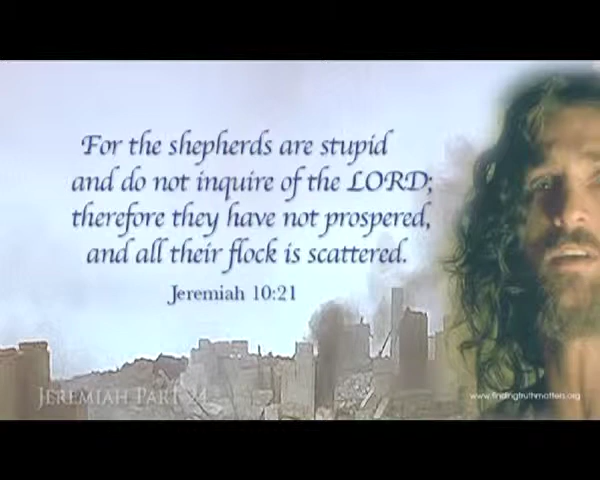 For the shepherds are stupid
and do not inquire of the LORD;
therefore they have not prospered,
and all their flock is scattered.
Jeremiah 10:21
JEREMIAH PART 24
www.findingtruthmatters.org